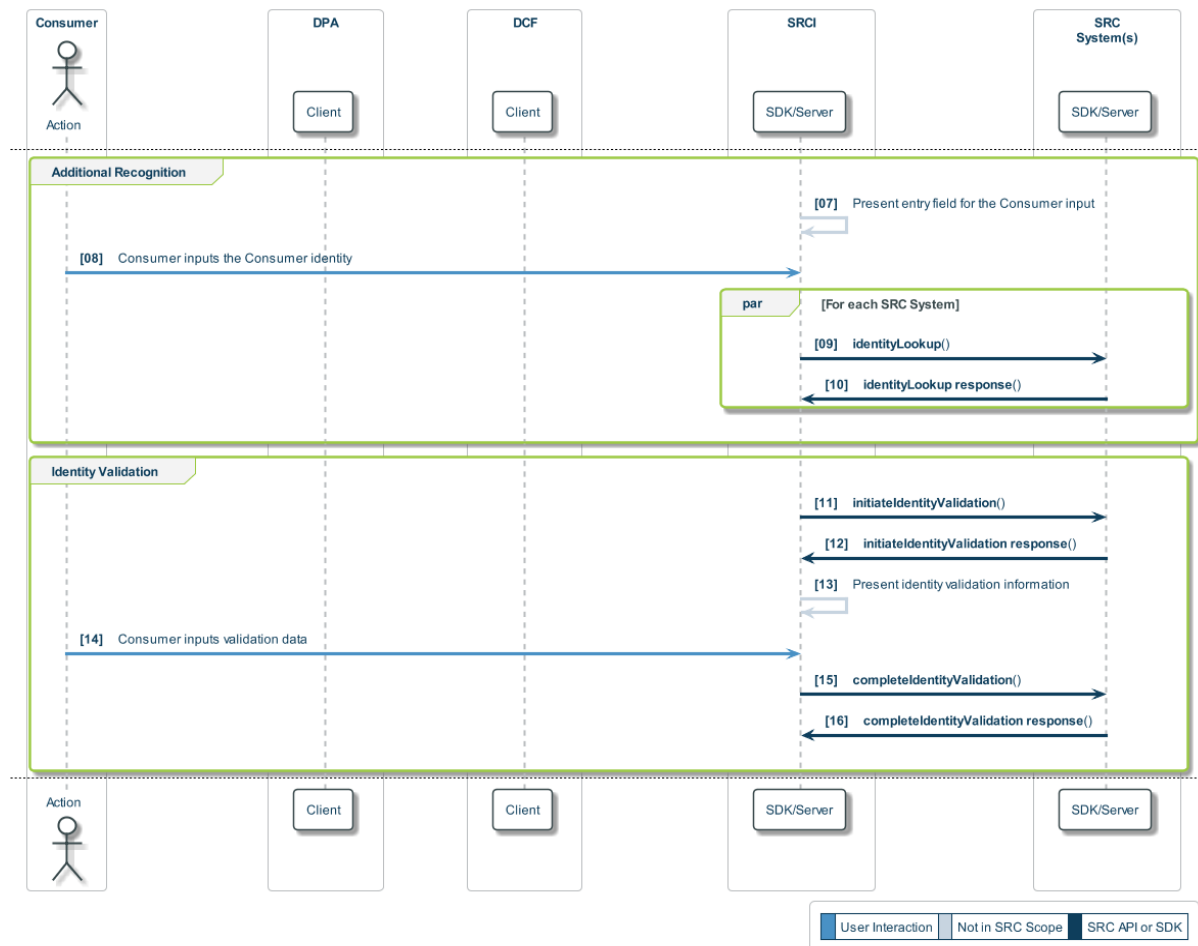 Consumer
DPA
DCF
SRCI
SRC
System(s)
Action
Client
Client
SDK/Server
SDK/Server
Additional Recognition
[07] Present entry field for the Consumer input
[08] Consumer inputs the Consumer identity
par [For each SRC System]
[09] identityLookup()
[10] identityLookup response()
Identity Validation
[11] initiateIdentityValidation()
[12] initiateIdentityValidation response()
[13] Present identity validation information
[14] Consumer inputs validation data
[15] completeIdentityValidation()
[16] completeIdentityValidation response()
Action
Client
Client
SDK/Server
SDK/Server
User Interaction
Not in SRC Scope
SRC API or SDK